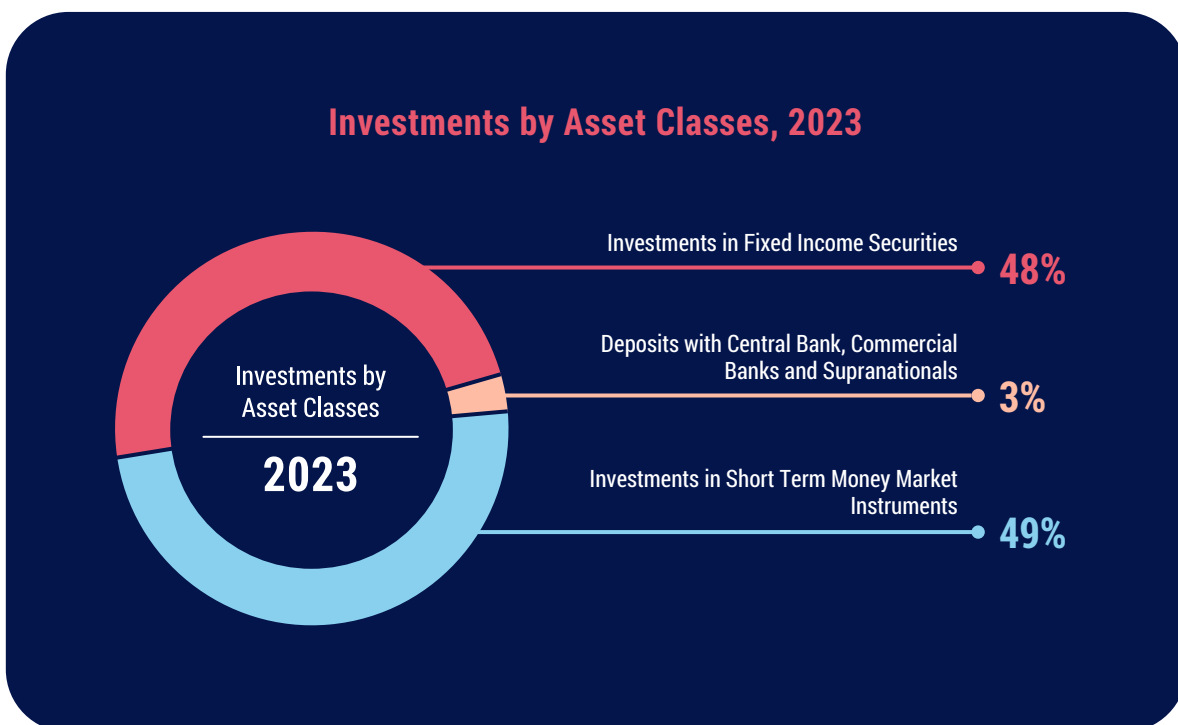 Investments by Asset Classes, 2023
Investments by
Asset Classes
2023
Investments in Fixed Income Securities
48%
Deposits with Central Bank, Commercial
Banks and Supranationals
3%
Investments in Short Term Money Market
Instruments
49%